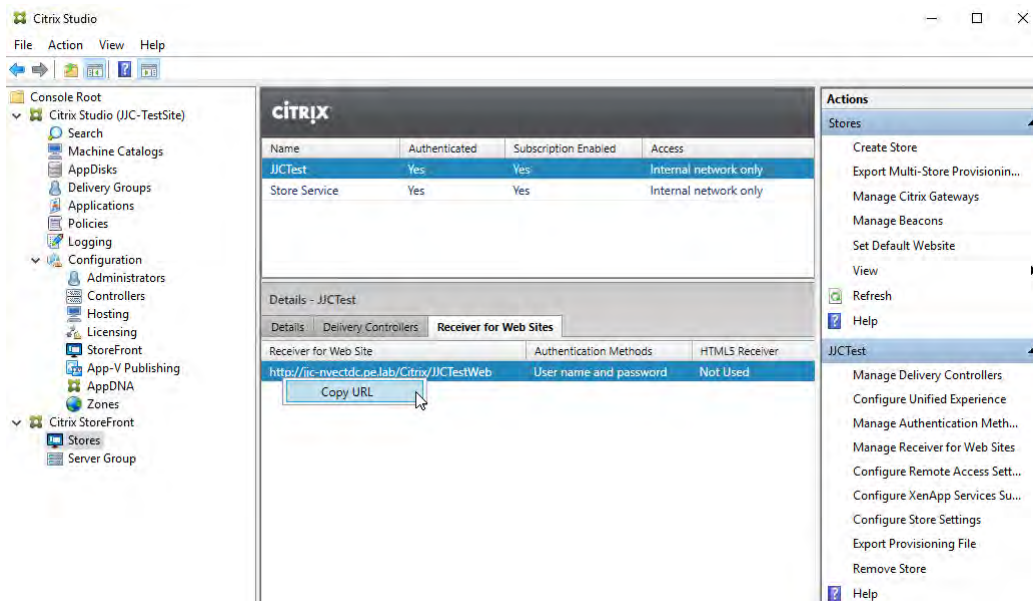 Citrix Studio
File Action View Help
Console Root
Citrix Studio (JJC-TestSite)
Search
Machine Catalogs
AppDisks
Delivery Groups
Applications
Policies
Logging
Configuration
Administrators
Controllers
Hosting
Licensing
StoreFront
App-V Publishing
AppDNA
Zones
Citrix StoreFront
Stores
Server Group
CITRIX
Name Authenticated Subscription Enabled Access
JJCTest Yes Yes Internal network only
Store Service Yes Yes Internal network only
Details - JJCTest
Details Delivery Controllers Receiver for Web Sites
Receiver for Web Site Authentication Methods HTML5 Receiver
http://jjc-nvectdc.pe.lab/Citrix/JJCTestWeb User name and password Not Used
Copy URL
Actions
Stores
Create Store
Export Multi-Store Provisionin...
Manage Citrix Gateways
Manage Beacons
Set Default Website
View
Refresh
Help
JJCTest
Manage Delivery Controllers
Configure Unified Experience
Manage Authentication Meth...
Manage Receiver for Web Sites
Configure Remote Access Sett...
Configure XenApp Services Su...
Configure Store Settings
Export Provisioning File
Remove Store
Help